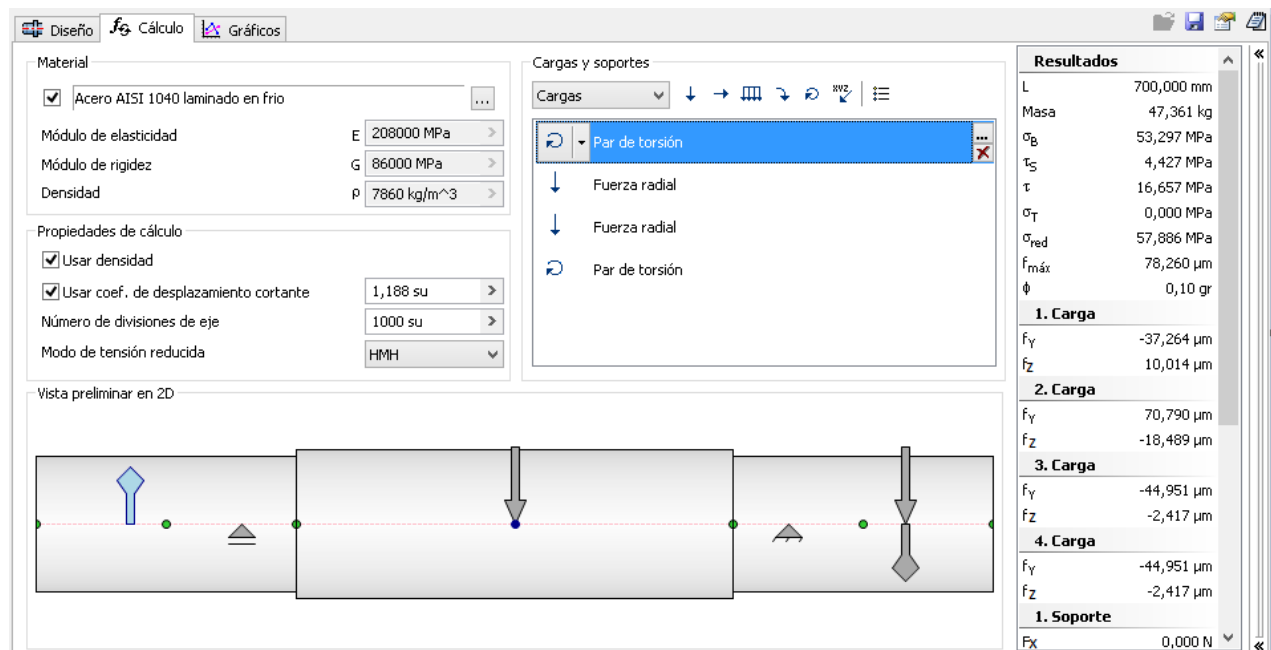 Diseño
Cálculo
Gráficos
Material
Acero AISI 1040 laminado en frio
...
Módulo de elasticidad E 208000 MPa
Módulo de rigidez G 86000 MPa
Densidad ρ 7860 kg/m^3
Propiedades de cálculo
Usar densidad
Usar coef. de desplazamiento cortante 1,188 su
Número de divisiones de eje 1000 su
Modo de tensión reducida HMH
Cargas y soportes
Cargas
XYZ
Par de torsión
...
Fuerza radial
Fuerza radial
Par de torsión
Vista preliminar en 2D
Resultados
L 700,000 mm
Masa 47,361 kg
σB 53,297 MPa
τS 4,427 MPa
τ 16,657 MPa
σT 0,000 MPa
σred 57,886 MPa
fmáx 78,260 μm
ϕ 0,10 gr
1. Carga
fY -37,264 μm
fZ 10,014 μm
2. Carga
fY 70,790 μm
fZ -18,489 μm
3. Carga
fY -44,951 μm
fZ -2,417 μm
4. Carga
fY -44,951 μm
fZ -2,417 μm
1. Soporte
FX 0,000 N